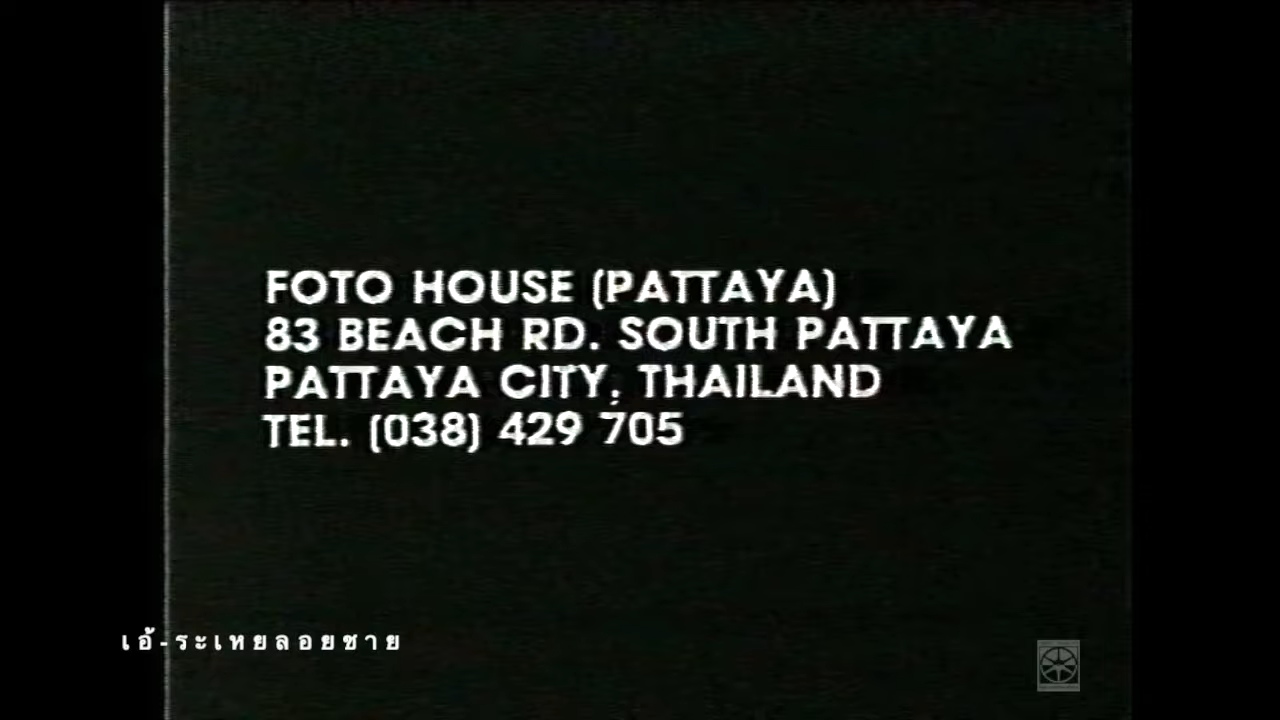 FOTO HOUSE (PATTAYA)
83 BEACH RD. SOUTH PATTAYA
PATTAYA CITY, THAILAND
TEL. (038) 429 705
เอ้-ระเหยลอยชาย